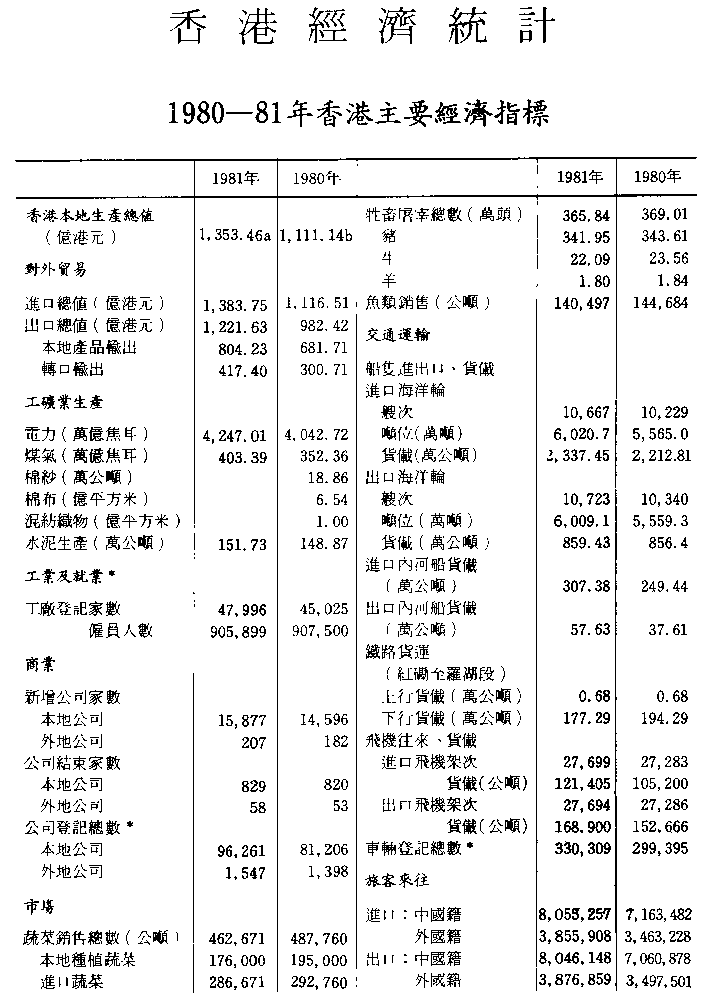 香港經濟統計
1980—81年香港主要經濟指標
1981年 1980年
香港本地生產總值
（億港元） 1,353.46a 1,111.14b
對外貿易
進口總值（億港元） 1,383.75 1,116.51
出口總值（億港元） 1,221.63 982.42
本地產品輸出 804.23 681.71
轉口輸出 417.40 300.71
工礦業生產
電力（萬億焦耳） 4,247.01 4,042.72
煤氣（萬億焦耳） 403.39 352.36
棉紗（萬公噸） 18.86
棉布（億平方米） 6.54
混紡織物（億平方米） 1.00
水泥生產（萬公噸） 151.73 148.87
工業及就業*
工廠登記家數 47,996 45,025
僱員人數 905,899 907,500
商業
新增公司家數
本地公司 15,877 14,596
外地公司 207 182
公司結束家數
本地公司 829 820
外地公司 58 53
公司登記總數*
本地公司 96,261 81,206
外地公司 1,547 1,398
市場
蔬菜銷售總數（公噸） 462,671 487,760
本地種植蔬菜 176,000 195,000
進口蔬菜 286,671 292,760
1981年 1980年
牲畜屠宰總數（萬頭） 365.84 369.01
豬 341.95 343.61
牛 22.09 23.56
羊 1.80 1.84
魚類銷售（公噸） 140,497 144,684
交通運輸
船隻進出口、貨儎
進口海洋輪
艘次 10,667 10,229
噸位(萬噸) 6,020.7 5,565.0
貨儎(萬公噸) 2,337.45 2,212.81
出口海洋輪
艘次 10,723 10,340
噸位（萬噸） 6,009.1 5,559.3
貨儎（萬公噸） 859.43 856.4
進口內河船貨儎
（萬公噸） 307.38 249.44
出口內河船貨儎
（萬公噸） 57.63 37.61
鐵路貨運
（紅磡至羅湖段）
上行貨儎（萬公噸） 0.68 0.68
下行貨儎（萬公噸） 177.29 194.29
飛機往來、貨儎
進口飛機架次 27,699 27,283
貨儎(公噸) 121,405 105,200
出口飛機架次 27,694 27,286
貨儎(公噸) 168.900 152.666
車輛登記總數* 330,309 299,395
旅客來往
進口：中國籍 8,055,257 7,163,482
外國籍 3,855,908 3,463,228
出口：中國籍 8,046,148 7,060,878
外國籍 3,876,859 3,497,501